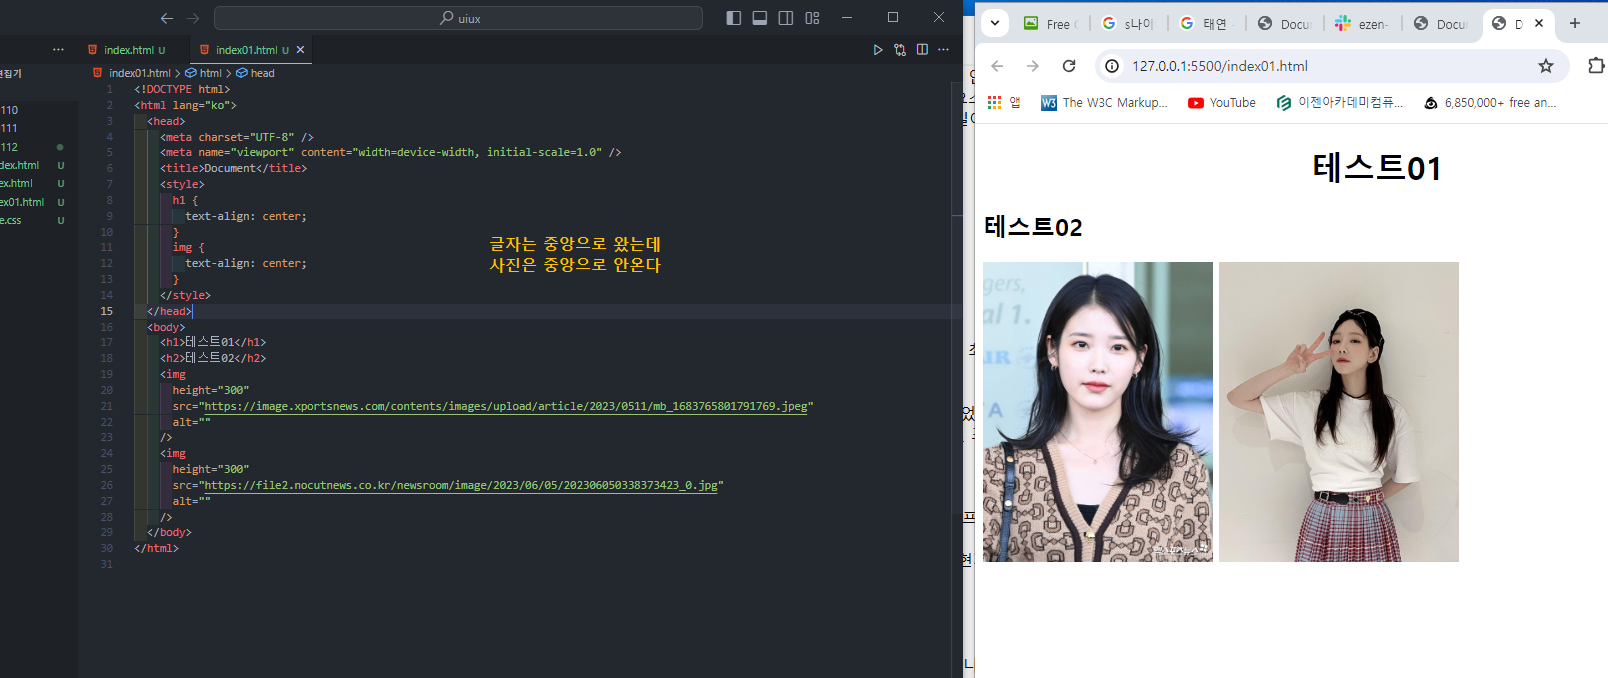 uiux
index.html U
index01.html U
index01.html > html > head
편집기
110
111
112
dex.html U
ex.html U
ex01.html U
e.css U
1 <!DOCTYPE html>
2 <html lang="ko">
3 <head>
4 <meta charset="UTF-8" />
5 <meta name="viewport" content="width=device-width, initial-scale=1.0" />
6 <title>Document</title>
7 <style>
8 h1 {
9 text-align: center;
10 }
11 img {
12 text-align: center;
13 }
14 </style>
15 </head>
16 <body>
17 <h1>테스트01</h1>
18 <h2>테스트02</h2>
19 <img
20 height="300"
21 src="https://image.xportsnews.com/contents/images/upload/article/2023/0511/mb_1683765801791769.jpeg"
22 alt=""
23 />
24 <img
25 height="300"
26 src="https://file2.nocutnews.co.kr/newsroom/image/2023/06/05/202306050338373423_0.jpg"
27 alt=""
28 />
29 </body>
30 </html>
31
글자는 중앙으로 왔는데
사진은 중앙으로 안온다
Free
s나이
태연
Docu
ezen-
Docu
D
127.0.0.1:5500/index01.html
앱
The W3C Markup...
YouTube
이젠아카데미컴퓨...
6,850,000+ free an...
테스트01
테스트02
gers,
al 1.
AIR
엑스포츠뉴스